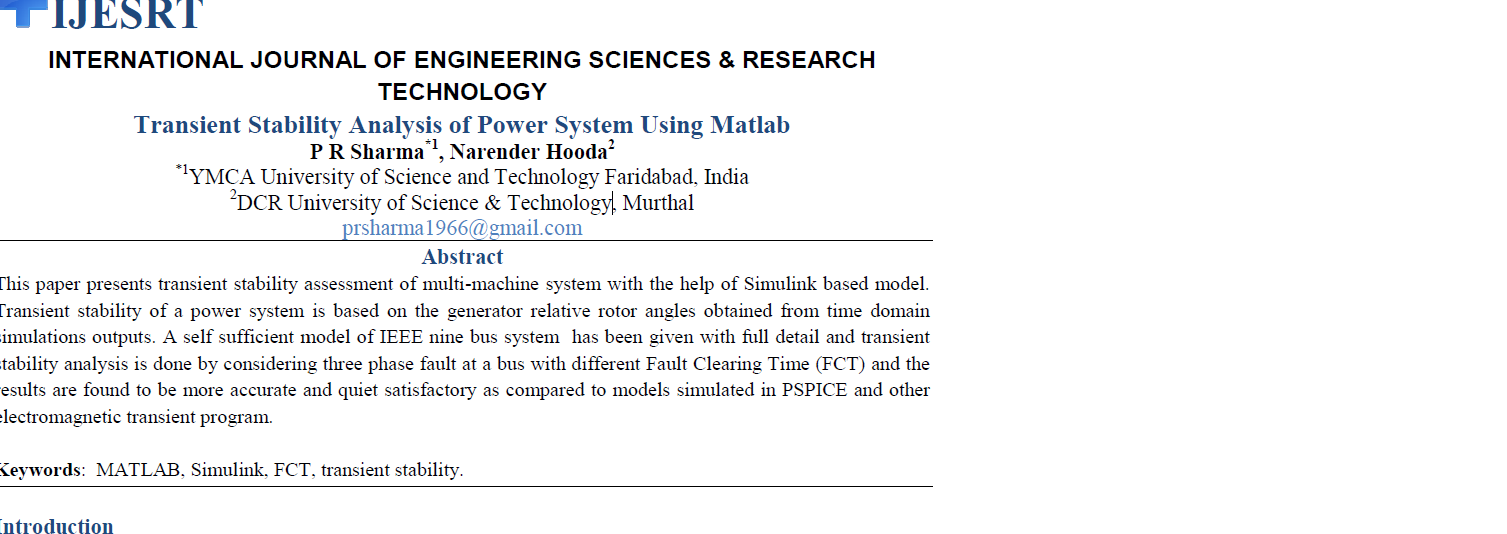 IJESRT
INTERNATIONAL JOURNAL OF ENGINEERING SCIENCES & RESEARCH
TECHNOLOGY
Transient Stability Analysis of Power System Using Matlab
P R Sharma*1, Narender Hooda2
*1YMCA University of Science and Technology Faridabad, India
2DCR University of Science & Technology, Murthal
prsharma1966@gmail.com
Abstract
This paper presents transient stability assessment of multi-machine system with the help of Simulink based model.
Transient stability of a power system is based on the generator relative rotor angles obtained from time domain
simulations outputs. A self sufficient model of IEEE nine bus system has been given with full detail and transient
stability analysis is done by considering three phase fault at a bus with different Fault Clearing Time (FCT) and the
results are found to be more accurate and quiet satisfactory as compared to models simulated in PSPICE and other
electromagnetic transient program.
Keywords: MATLAB, Simulink, FCT, transient stability.
Introduction